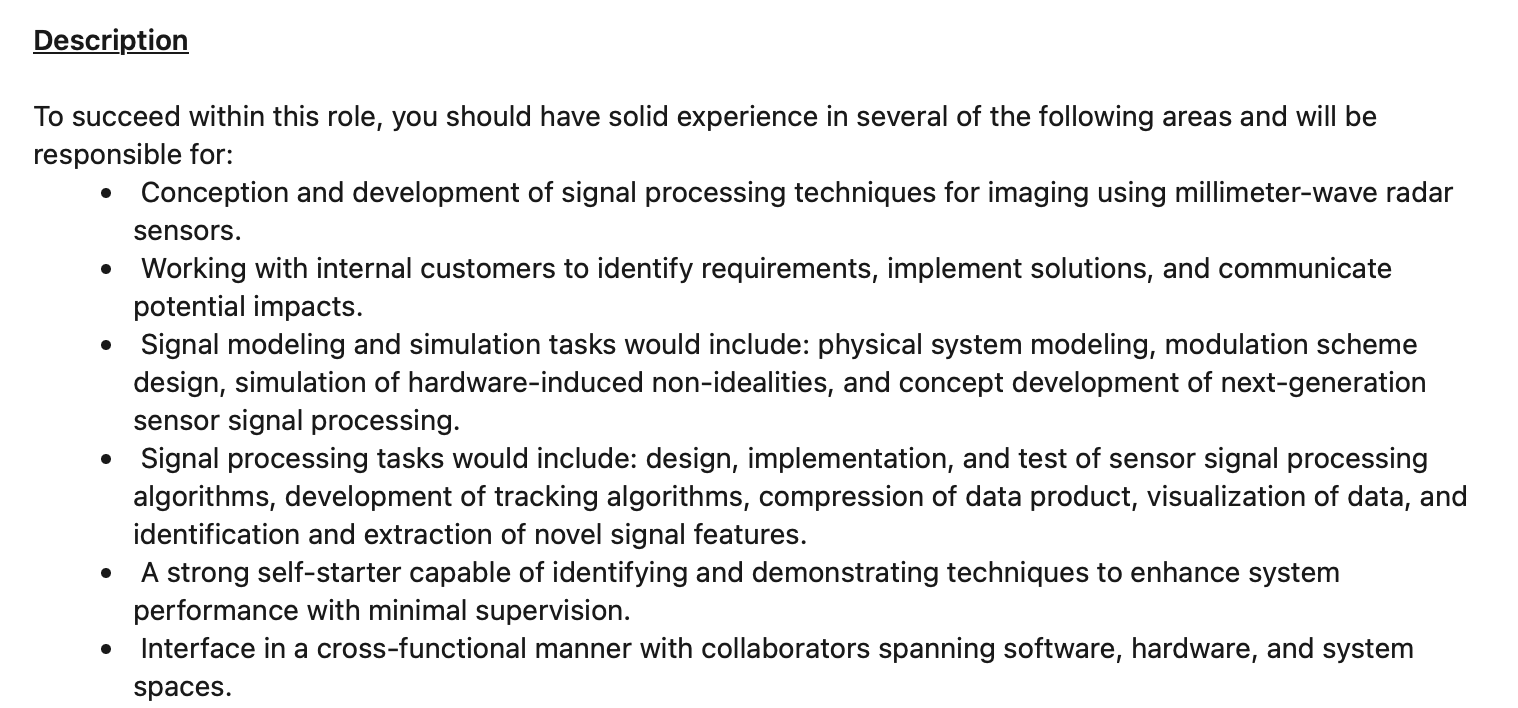 Description
To succeed within this role, you should have solid experience in several of the following areas and will be
responsible for:
• Conception and development of signal processing techniques for imaging using millimeter-wave radar
sensors.
• Working with internal customers to identify requirements, implement solutions, and communicate
potential impacts.
• Signal modeling and simulation tasks would include: physical system modeling, modulation scheme
design, simulation of hardware-induced non-idealities, and concept development of next-generation
sensor signal processing.
• Signal processing tasks would include: design, implementation, and test of sensor signal processing
algorithms, development of tracking algorithms, compression of data product, visualization of data, and
identification and extraction of novel signal features.
• A strong self-starter capable of identifying and demonstrating techniques to enhance system
performance with minimal supervision.
• Interface in a cross-functional manner with collaborators spanning software, hardware, and system
spaces.